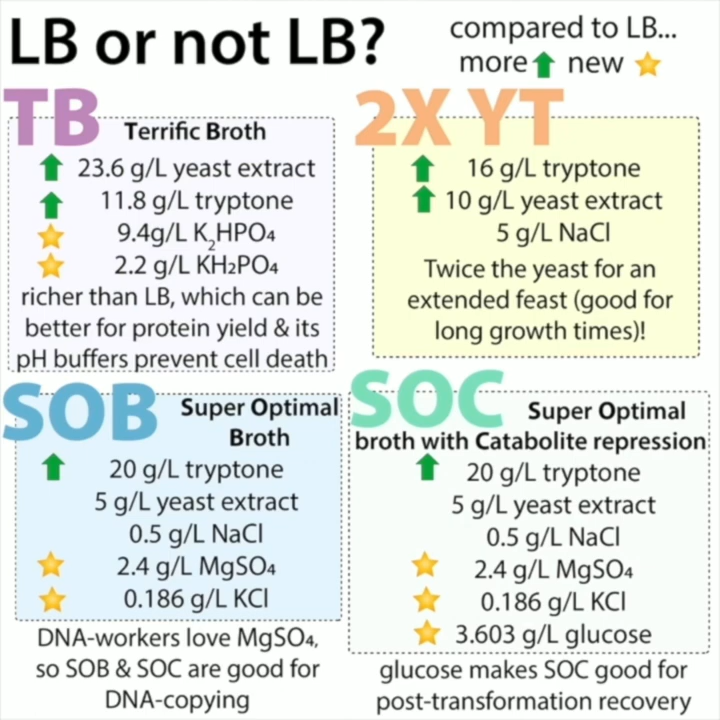 LB or not LB?
compared to LB...
more new
TB
Terrific Broth
23.6 g/L yeast extract
11.8 g/L tryptone
9.4g/L K₂HPO₄
2.2 g/L KH₂PO₄
richer than LB, which can be
better for protein yield & its
pH buffers prevent cell death
2X YT
16 g/L tryptone
10 g/L yeast extract
5 g/L NaCl
Twice the yeast for an
extended feast (good for
long growth times)!
SOB
Super Optimal
Broth
20 g/L tryptone
5 g/L yeast extract
0.5 g/L NaCl
2.4 g/L MgSO₄
0.186 g/L KCl
DNA-workers love MgSO₄,
so SOB & SOC are good for
DNA-copying
SOC
Super Optimal
broth with Catabolite repression
20 g/L tryptone
5 g/L yeast extract
0.5 g/L NaCl
2.4 g/L MgSO₄
0.186 g/L KCl
3.603 g/L glucose
glucose makes SOC good for
post-transformation recovery